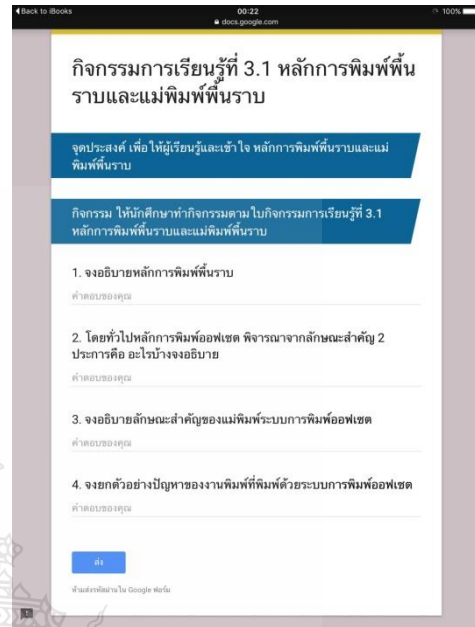 Back to iBooks
00:22
100%
docs.google.com
กิจกรรมการเรียนรู้ที่ 3.1 หลักการพิมพ์พื้น
ราบและแม่พิมพ์พื้นราบ
จุดประสงค์ เพื่อให้ผู้เรียนรู้และเข้าใจ หลักการพิมพ์พื้นราบและแม่
พิมพ์พื้นราบ
กิจกรรม ให้นักศึกษาทำกิจกรรมตามใบกิจกรรมการเรียนรู้ที่ 3.1
หลักการพิมพ์พื้นราบและแม่พิมพ์พื้นราบ
1. จงอธิบายหลักการพิมพ์พื้นราบ
คำตอบของคุณ
2. โดยทั่วไปหลักการพิมพ์ออฟเซต พิจารณาจากลักษณะสำคัญ 2
ประการคือ อะไรบ้างจงอธิบาย
คำตอบของคุณ
3. จงอธิบายลักษณะสำคัญของแม่พิมพ์ระบบการพิมพ์ออฟเซต
คำตอบของคุณ
4. จงยกตัวอย่างปัญหาของงานพิมพ์ที่พิมพ์ด้วยระบบการพิมพ์ออฟเซต
คำตอบของคุณ
ส่ง
ห้ามส่งรหัสผ่านใน Google ฟอร์ม